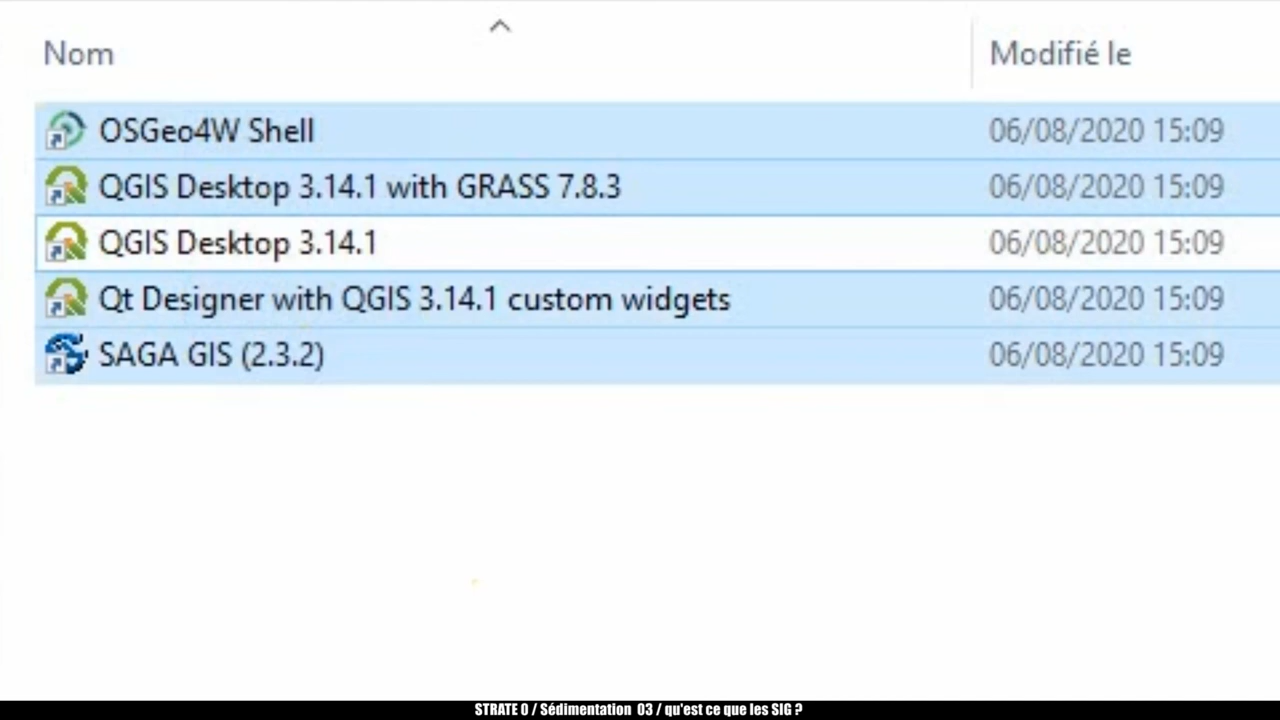 Nom Modifié le
OSGeo4W Shell 06/08/2020 15:09
QGIS Desktop 3.14.1 with GRASS 7.8.3 06/08/2020 15:09
QGIS Desktop 3.14.1 06/08/2020 15:09
Qt Designer with QGIS 3.14.1 custom widgets 06/08/2020 15:09
SAGA GIS (2.3.2) 06/08/2020 15:09
STRATE 0 / Sédimentation 03 / qu'est ce que les SIG ?